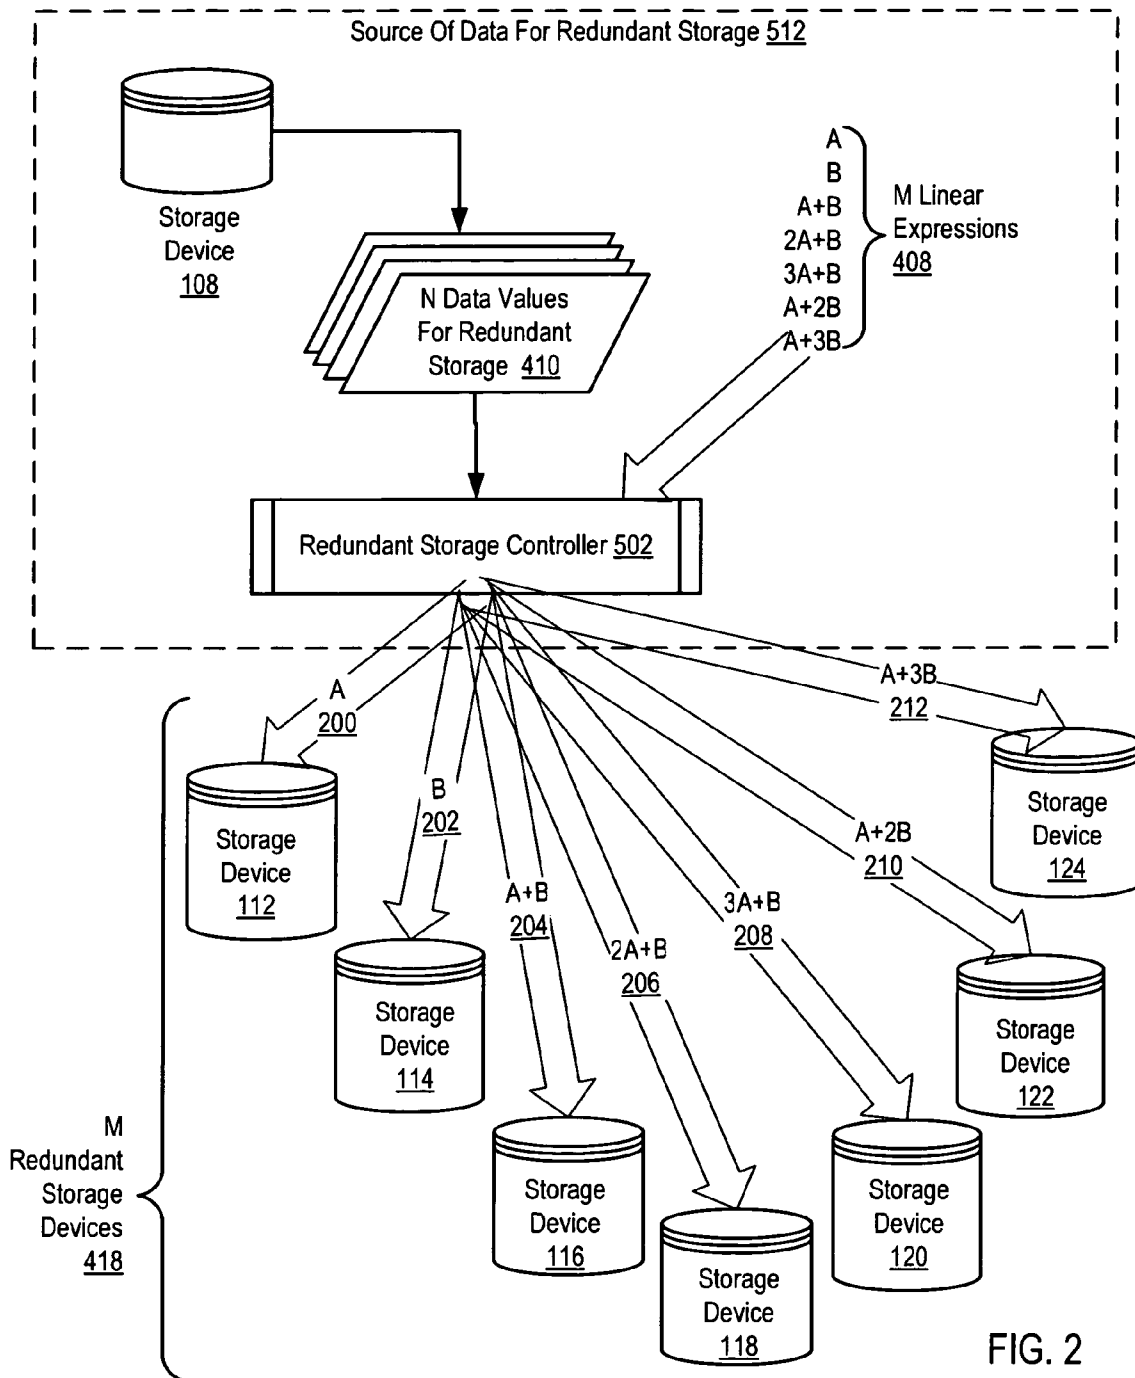 Source Of Data For Redundant Storage 512
Storage
Device
108
N Data Values
For Redundant
Storage 410
A
B
A+B
2A+B
3A+B
A+2B
A+3B
M Linear
Expressions
408
Redundant Storage Controller 502
A
200
B
202
A+B
204
2A+B
206
3A+B
208
A+2B
210
A+3B
212
Storage
Device
112
Storage
Device
114
Storage
Device
116
Storage
Device
118
Storage
Device
120
Storage
Device
122
Storage
Device
124
M
Redundant
Storage
Devices
418
FIG. 2